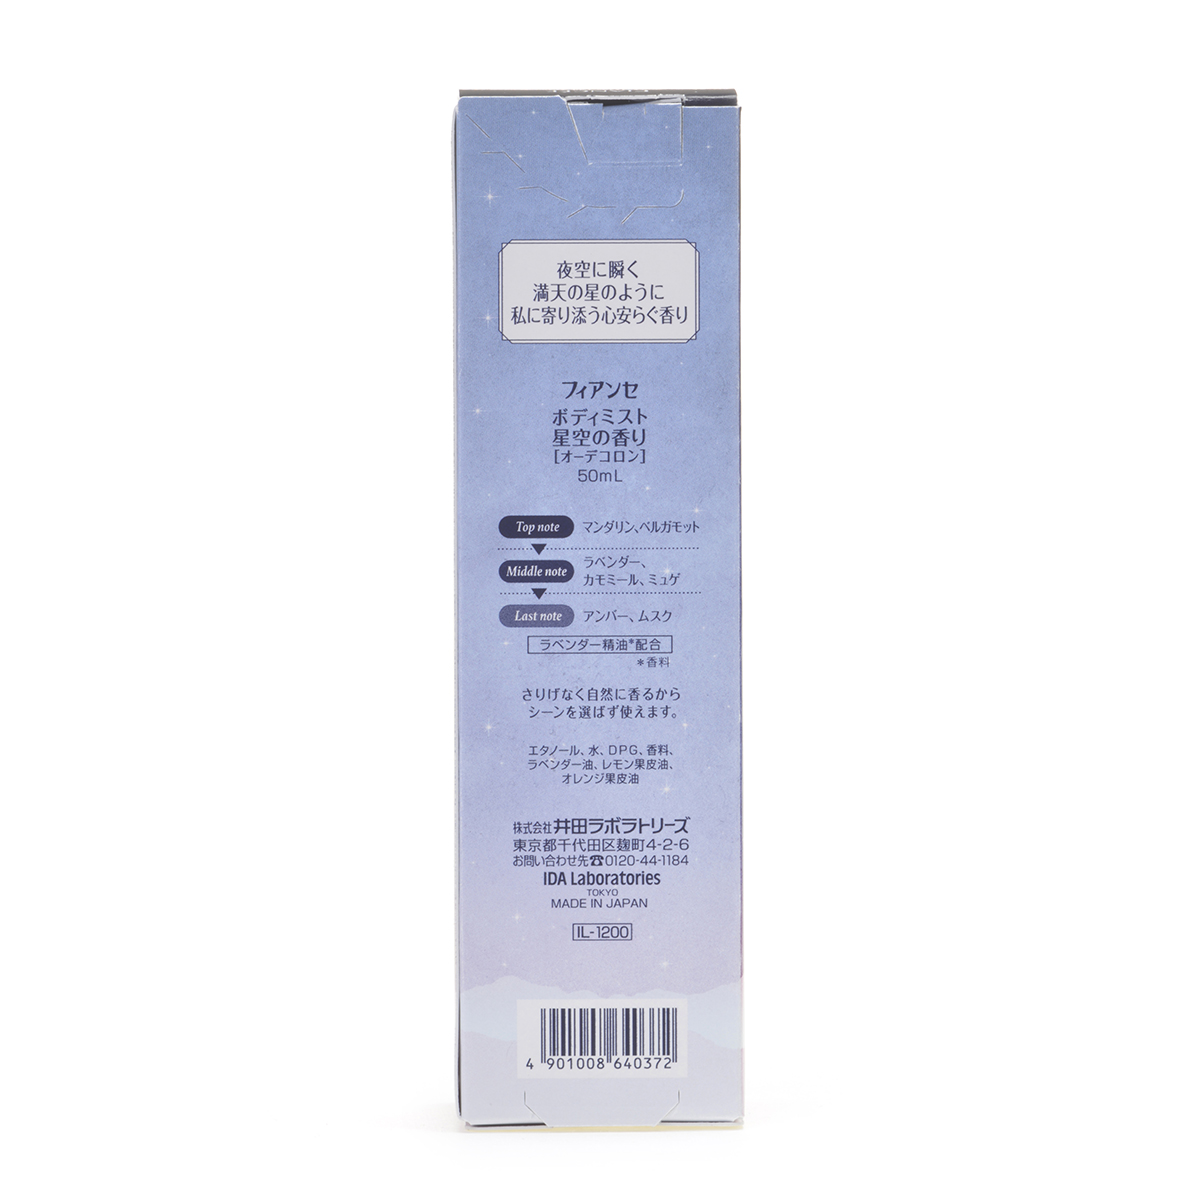 夜空に瞬く
満天の星のように
私に寄り添う心安らぐ香り
フィアンセ
ボディミスト
星空の香り
[オーデコロン]
50mL
Top note マンダリン、ベルガモット
Middle note ラベンダー、
カモミール、ミュゲ
Last note アンバー、ムスク
ラベンダー精油*配合
*香料
さりげなく自然に香るから
シーンを選ばず使えます。
エタノール、水、DPG、香料、
ラベンダー油、レモン果皮油、
オレンジ果皮油
株式会社 井田ラボラトリーズ
東京都千代田区麹町4-2-6
お問い合わせ先☎0120-44-1184
IDA Laboratories
TOKYO
MADE IN JAPAN
IL-1200
4 901008 640372